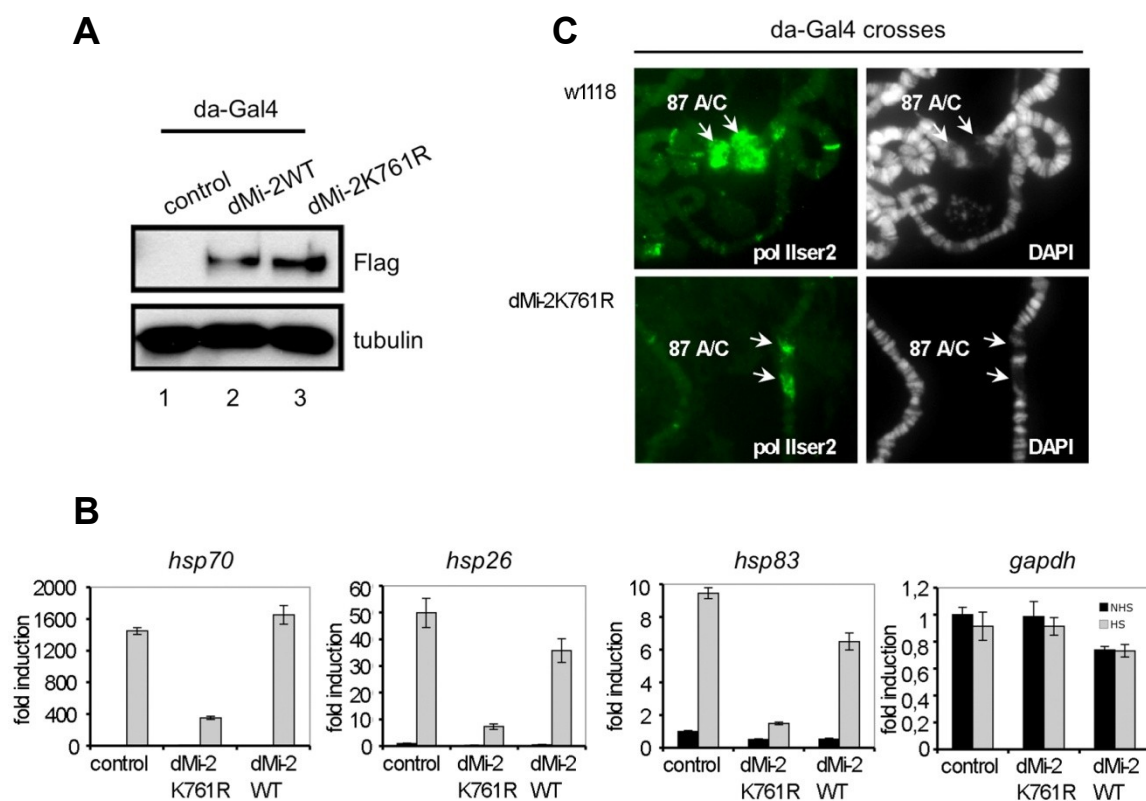 A
da-Gal4
control
dMi-2WT
dMi-2K761R
Flag
tubulin
1 2 3
C
da-Gal4 crosses
w1118
87 A/C
pol IIser2
87 A/C
DAPI
dMi-2K761R
87 A/C
pol IIser2
87 A/C
DAPI
B
hsp70
fold induction
2000
1600
1200
800
400
0
control dMi-2 dMi-2
K761R WT
hsp26
fold induction
60
50
40
30
20
10
0
control dMi-2 dMi-2
K761R WT
hsp83
fold induction
10
8
6
4
2
0
control dMi-2 dMi-2
K761R WT
gapdh
fold induction
1,2
1
0,8
0,6
0,4
0,2
0
NHS
HS
control dMi-2 dMi-2
K761R WT